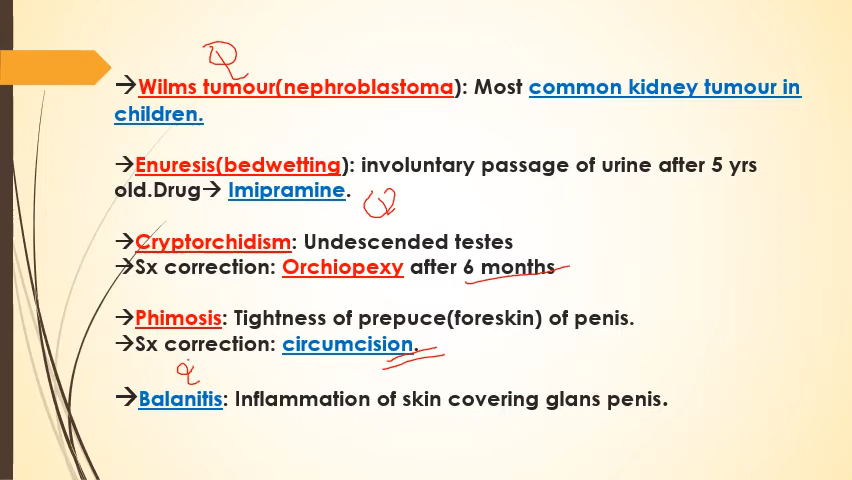 →Wilms tumour(nephroblastoma): Most common kidney tumour in
children.
→Enuresis(bedwetting): involuntary passage of urine after 5 yrs
old.Drug→ Imipramine.
→Cryptorchidism: Undescended testes
→Sx correction: Orchiopexy after 6 months
→Phimosis: Tightness of prepuce(foreskin) of penis.
→Sx correction: circumcision.
→Balanitis: Inflammation of skin covering glans penis.